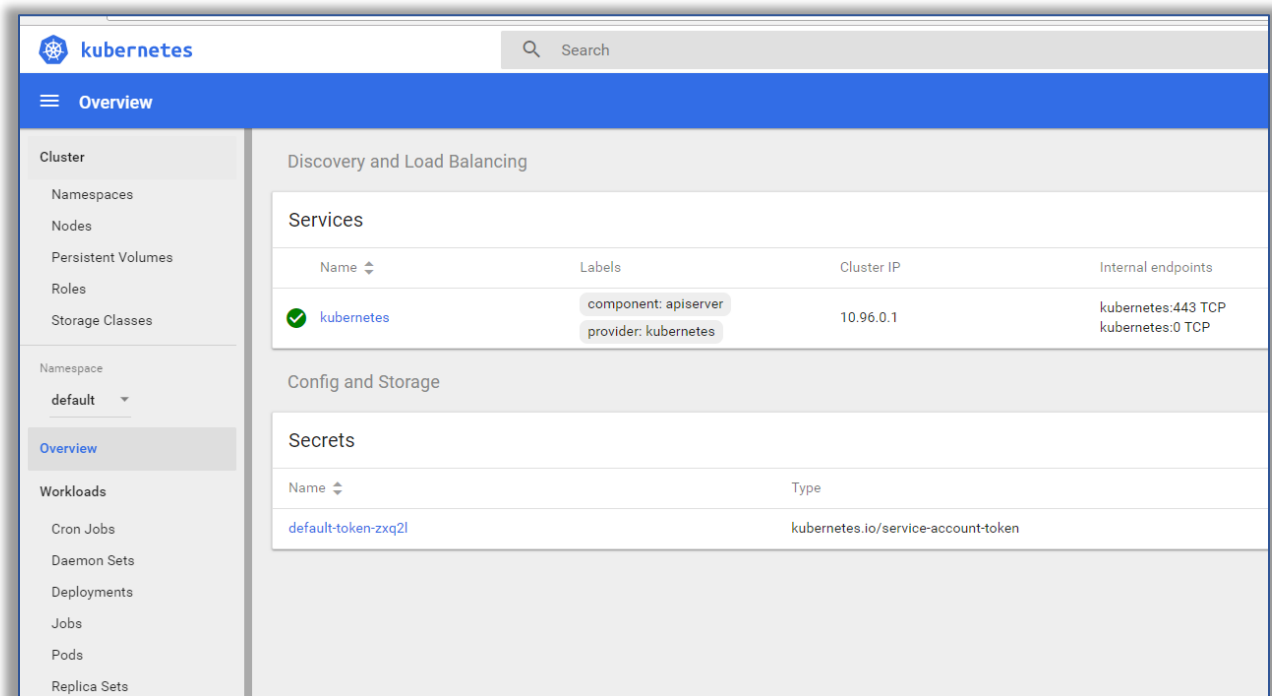 kubernetes
Search
Overview
Cluster
Namespaces
Nodes
Persistent Volumes
Roles
Storage Classes
Namespace
default
Overview
Workloads
Cron Jobs
Daemon Sets
Deployments
Jobs
Pods
Replica Sets
Discovery and Load Balancing
Services
Name Labels Cluster IP Internal endpoints
kubernetes component: apiserver 10.96.0.1 kubernetes:443 TCP
provider: kubernetes kubernetes:0 TCP
Config and Storage
Secrets
Name Type
default-token-zxq2l kubernetes.io/service-account-token